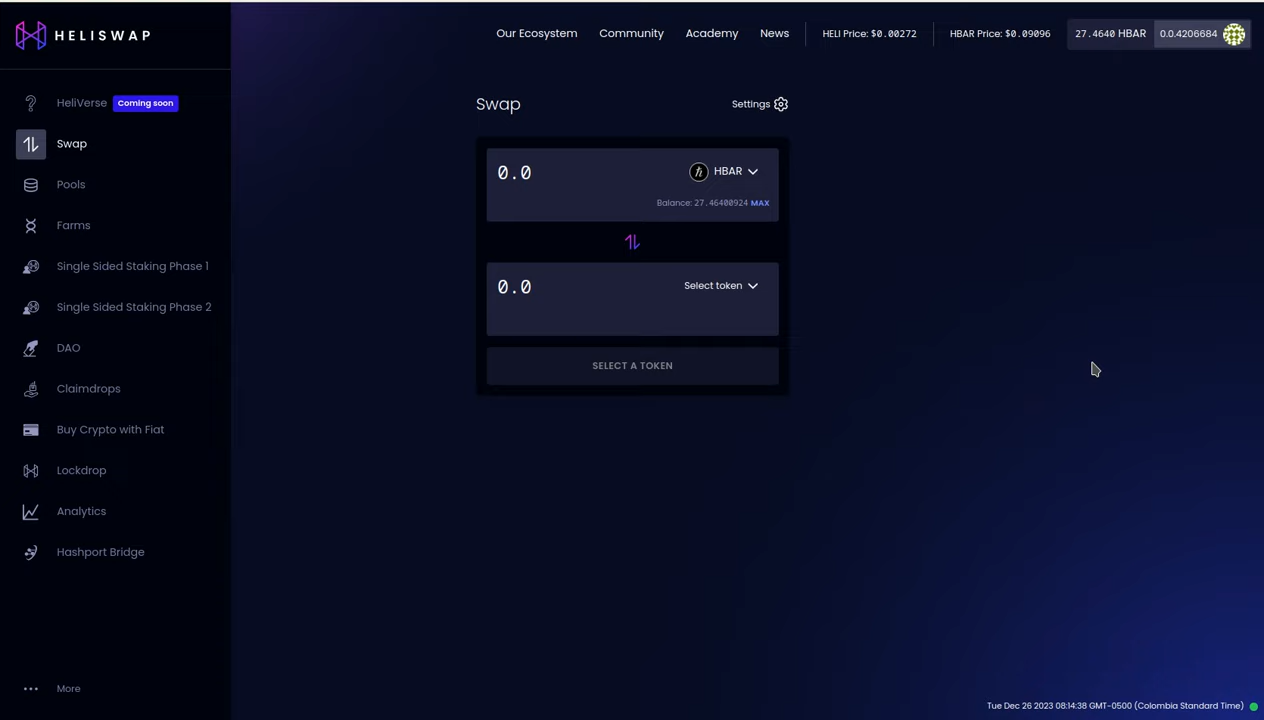 HELISWAP
Our Ecosystem Community Academy News HELI Price: $0.00272 HBAR Price: $0.09096 27.4640 HBAR 0.0.4206684
HeliVerse Coming soon
Swap
Pools
Farms
Single Sided Staking Phase 1
Single Sided Staking Phase 2
DAO
Claimdrops
Buy Crypto with Fiat
Lockdrop
Analytics
Hashport Bridge
More
Swap Settings
0.0 HBAR
Balance: 27.46400924 MAX
0.0 Select token
SELECT A TOKEN
Tue Dec 26 2023 08:14:38 GMT-0500 (Colombia Standard Time)